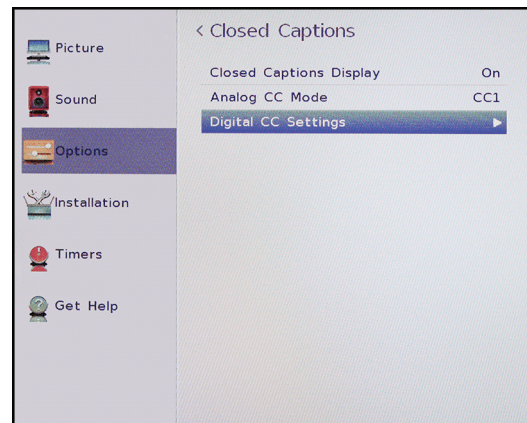 Picture
Sound
Options
Installation
Timers
Get Help
< Closed Captions
Closed Captions Display On
Analog CC Mode CC1
Digital CC Settings